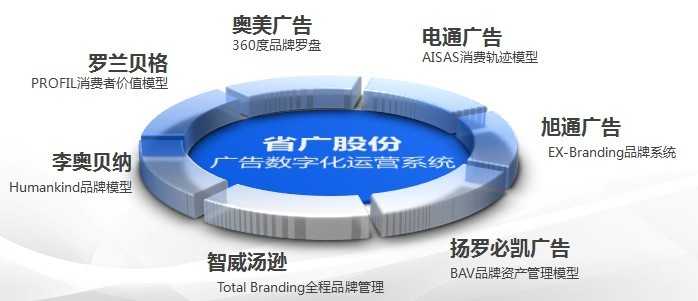 奥美广告
360度品牌罗盘
电通广告
AISAS消费轨迹模型
罗兰贝格
PROFIL消费者价值模型
旭通广告
EX-Branding品牌系统
省广股份
广告数字化运营系统
李奥贝纳
Humankind品牌模型
扬罗必凯广告
BAV品牌资产管理模型
智威汤逊
Total Branding全程品牌管理